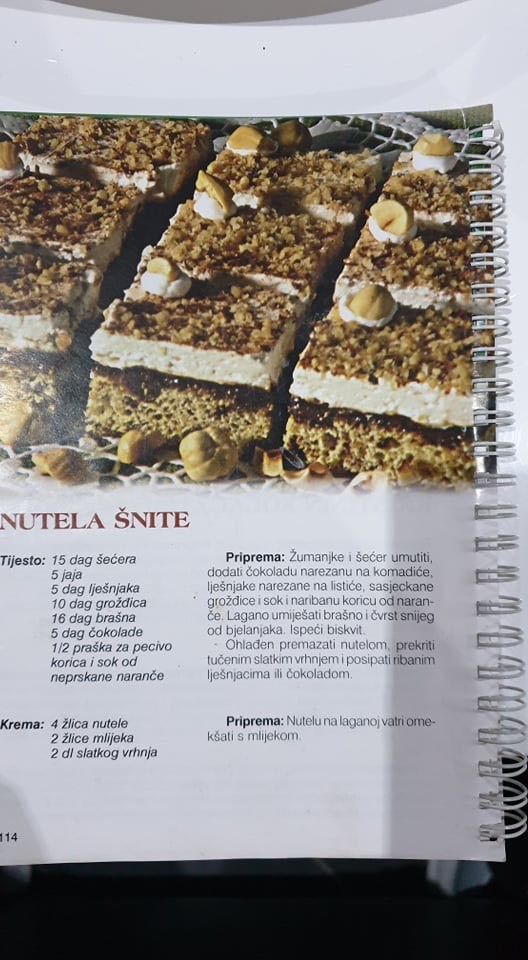 NUTELA ŠNITE
Tijesto: 15 dag šećera
5 jaja
5 dag lješnjaka
10 dag grožđica
16 dag brašna
5 dag čokolade
1/2 praška za pecivo
korica i sok od
neprskane naranče
Priprema: Žumanjke i šećer umutiti,
dodati čokoladu narezanu na komadiće,
lješnjake narezane na listiće, sasjeckane
grožđice i sok i naribanu koricu od naran-
če. Lagano umiješati brašno i čvrst snijeg
od bjelanjaka. Ispeći biskvit.
Ohlađen premazati nutelom, prekriti
tučenim slatkim vrhnjem i posipati ribanim
lješnjacima ili čokoladom.
Krema: 4 žlica nutele
2 žlice mlijeka
2 dl slatkog vrhnja
Priprema: Nutelu na laganoj vatri ome-
kšati s mlijekom.
114